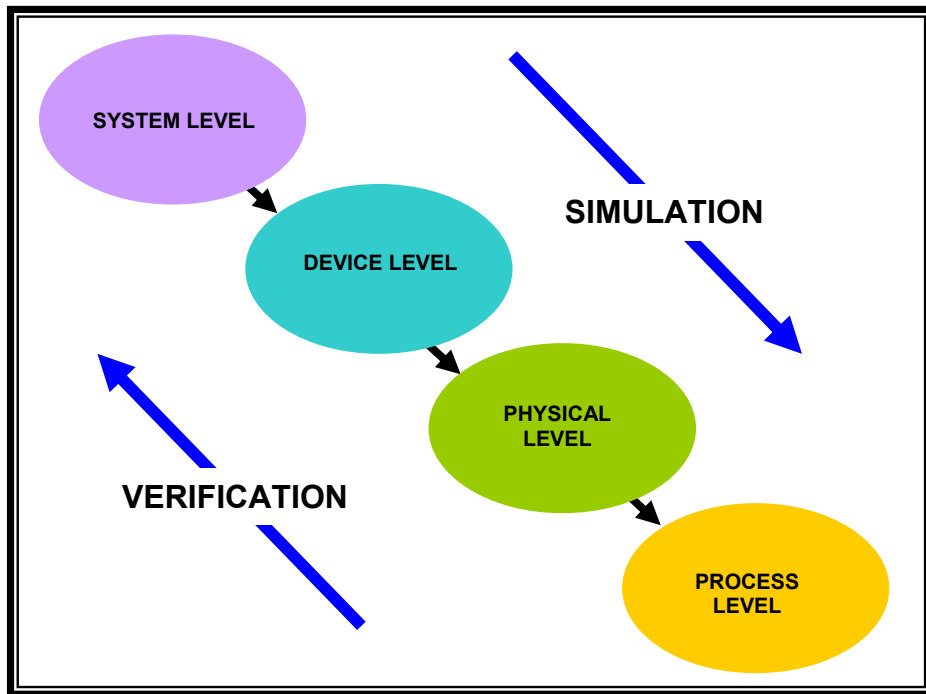 SYSTEM LEVEL
SIMULATION
DEVICE LEVEL
PHYSICAL
LEVEL
VERIFICATION
PROCESS
LEVEL